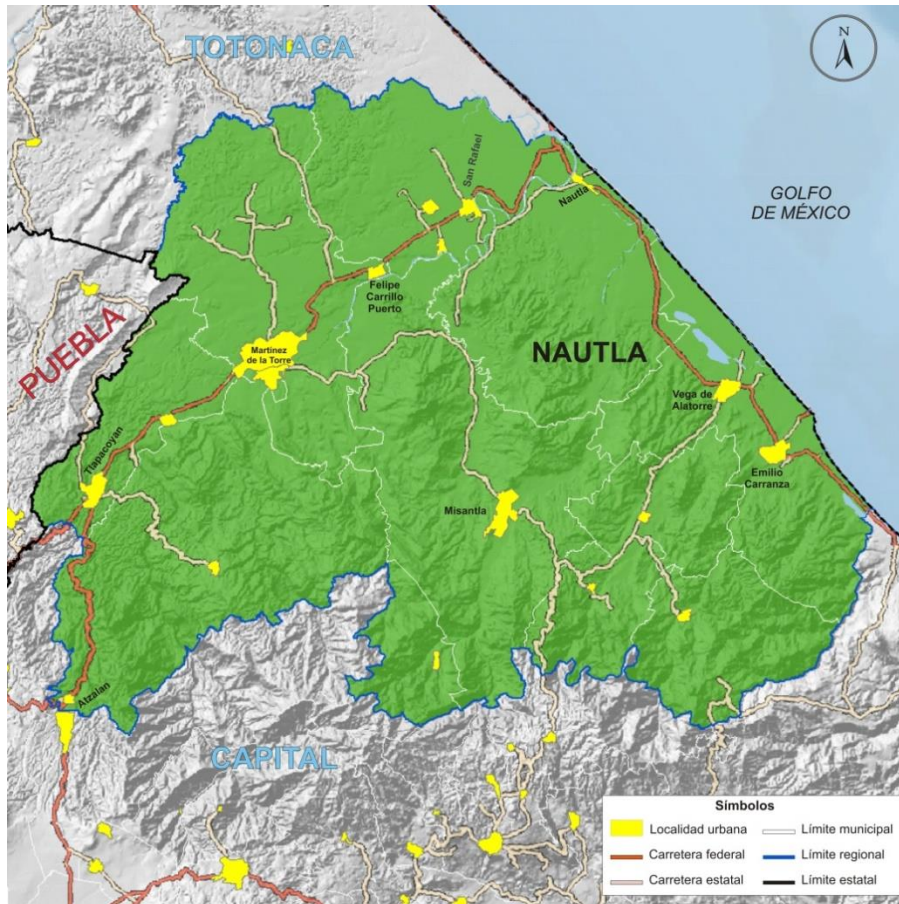 TOTONACA
N
GOLFO
DE MÉXICO
San Rafael
Nautla
Felipe
Carrillo
Puerto
PUEBLA
Martínez
de la Torre
NAUTLA
Vega de
Alatorre
Tlapacoyan
Emilio
Carranza
Misantla
Atzalan
CAPITAL
Símbolos
Localidad urbana
Límite municipal
Carretera federal
Límite regional
Carretera estatal
Límite estatal